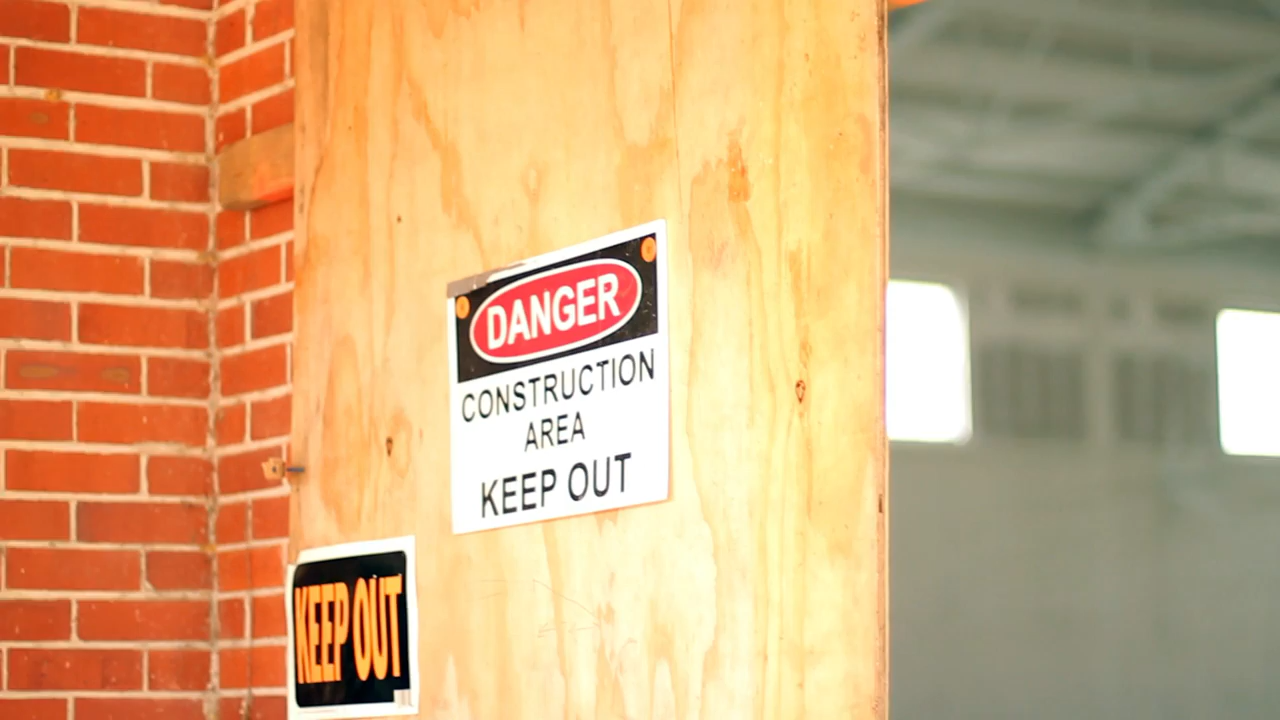 DANGER
CONSTRUCTION
AREA
KEEP OUT
KEEP OUT